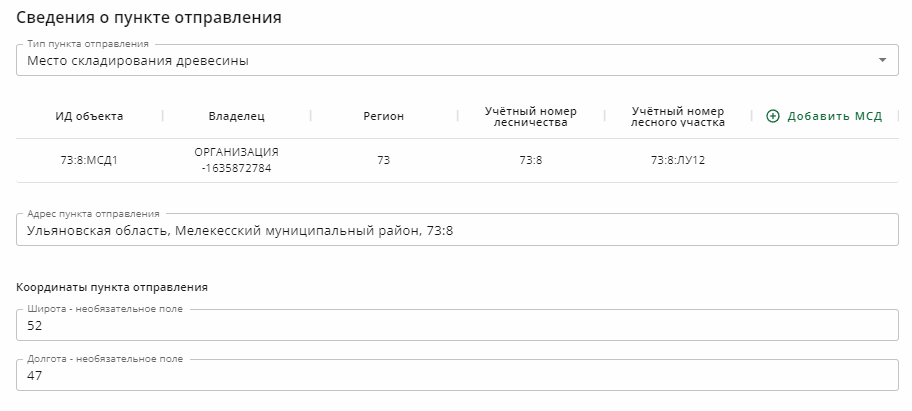 Сведения о пункте отправления
Тип пункта отправления
Место складирования древесины
ИД объекта
Владелец
Регион
Учётный номер
лесничества
Учётный номер
лесного участка
Добавить МСД
73:8:МСД1
ОРГАНИЗАЦИЯ
-1635872784
73
73:8
73:8:ЛУ12
Адрес пункта отправления
Ульяновская область, Мелекесский муниципальный район, 73:8
Координаты пункта отправления
Широта - необязательное поле
52
Долгота - необязательное поле
47